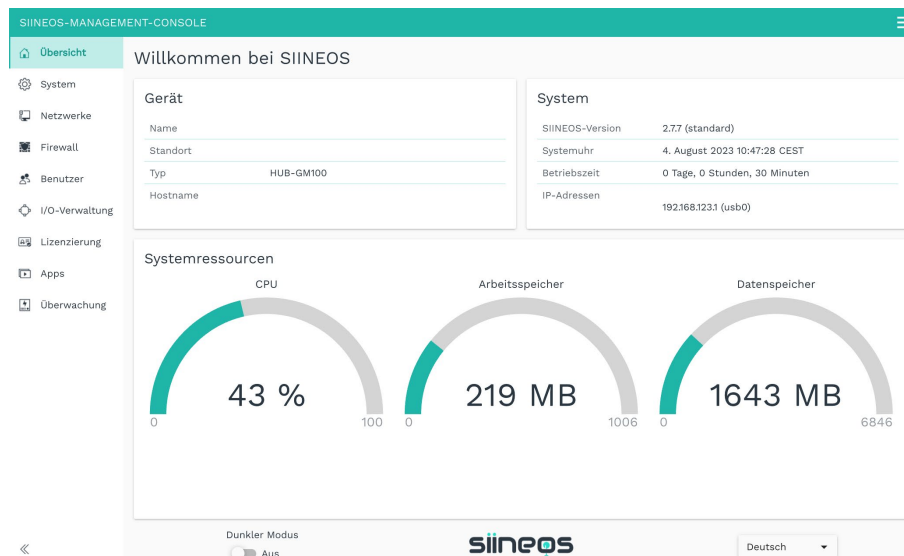 SIINEOS-MANAGEMENT-CONSOLE
Übersicht
System
Netzwerke
Firewall
Benutzer
I/O-Verwaltung
Lizenzierung
Apps
Überwachung
Willkommen bei SIINEOS
Gerät
Name
Standort
Typ HUB-GM100
Hostname
System
SIINEOS-Version 2.7.7 (standard)
Systemuhr 4. August 2023 10:47:28 CEST
Betriebszeit 0 Tage, 0 Stunden, 30 Minuten
IP-Adressen
192.168.123.1 (usb0)
Systemressourcen
CPU
43 %
0 100
Arbeitsspeicher
219 MB
0 1006
Datenspeicher
1643 MB
0 6846
Dunkler Modus
Aus
siineos
Deutsch